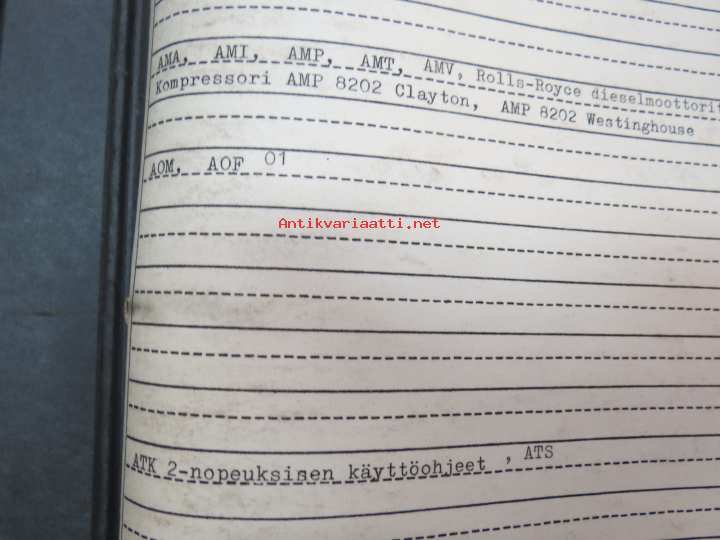 AMA, AMI, AMP, AMT, AMV, Rolls-Royce dieselmoottorit
Kompressori AMP 8202 Clayton, AMP 8202 Westinghouse
AOM, AOF 01
Antikvariaatti.net
ATK 2-nopeuksisen käyttöohjeet , ATS